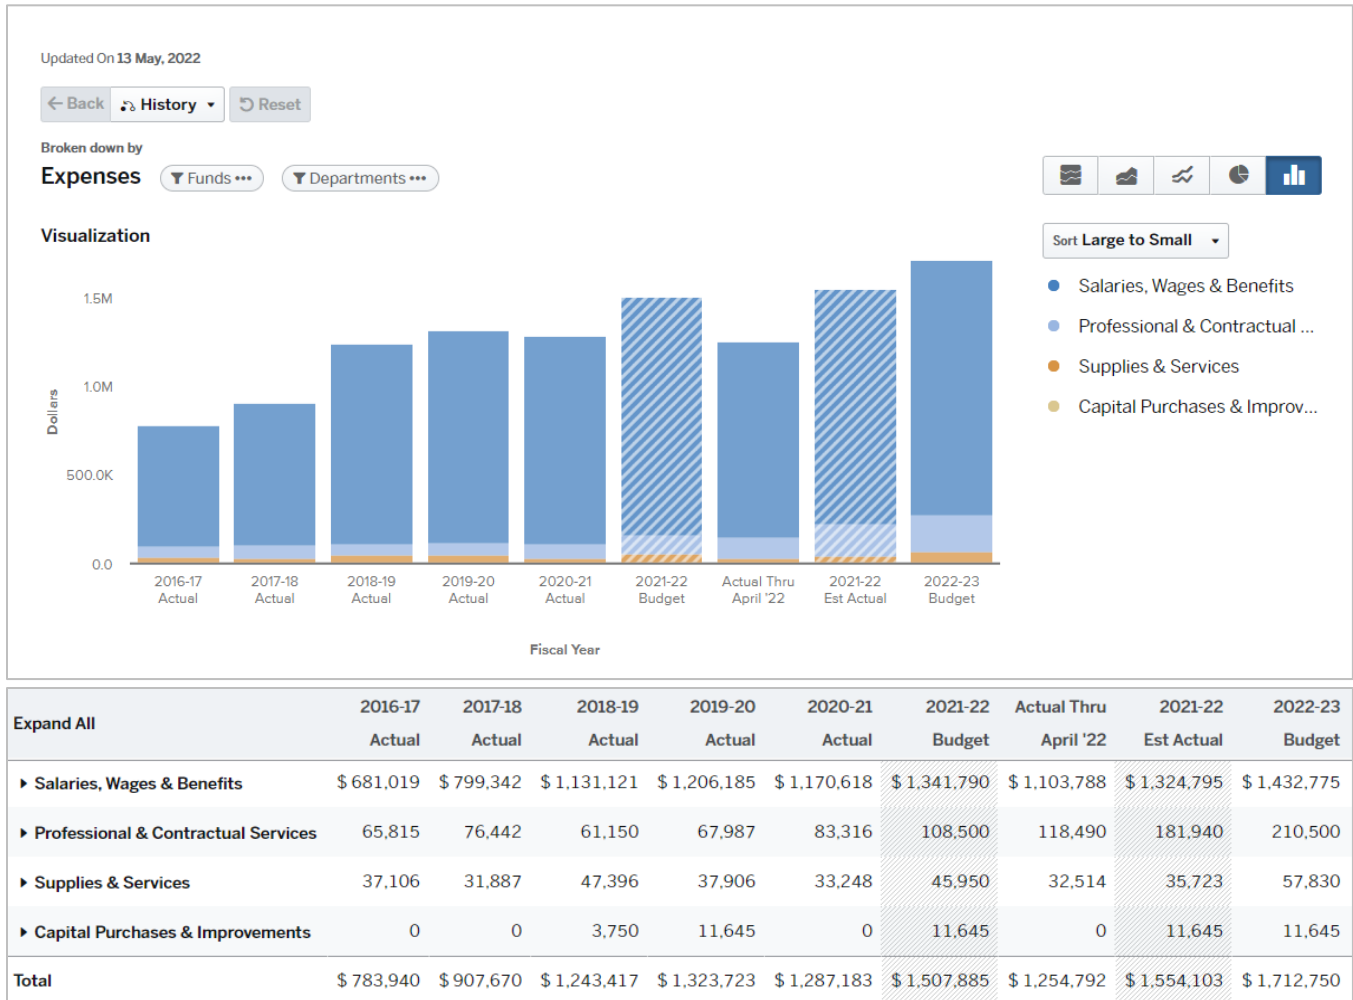 Updated On 13 May, 2022
Back History Reset
Broken down by
Expenses Funds ••• Departments •••
Visualization
Sort Large to Small
Salaries, Wages & Benefits
Professional & Contractual ...
Supplies & Services
Capital Purchases & Improv...
Dollars
1.5M
1.0M
500.0K
0.0
2016-17 2017-18 2018-19 2019-20 2020-21 2021-22 Actual Thru 2021-22 2022-23
Actual Actual Actual Actual Actual Budget April '22 Est Actual Budget
Fiscal Year
Expand All
2016-17 2017-18 2018-19 2019-20 2020-21 2021-22 Actual Thru 2021-22 2022-23
Actual Actual Actual Actual Actual Budget April '22 Est Actual Budget
Salaries, Wages & Benefits $ 681,019 $ 799,342 $ 1,131,121 $ 1,206,185 $ 1,170,618 $ 1,341,790 $ 1,103,788 $ 1,324,795 $ 1,432,775
Professional & Contractual Services 65,815 76,442 61,150 67,987 83,316 108,500 118,490 181,940 210,500
Supplies & Services 37,106 31,887 47,396 37,906 33,248 45,950 32,514 35,723 57,830
Capital Purchases & Improvements 0 0 3,750 11,645 0 11,645 0 11,645 11,645
Total $ 783,940 $ 907,670 $ 1,243,417 $ 1,323,723 $ 1,287,183 $ 1,507,885 $ 1,254,792 $ 1,554,103 $ 1,712,750